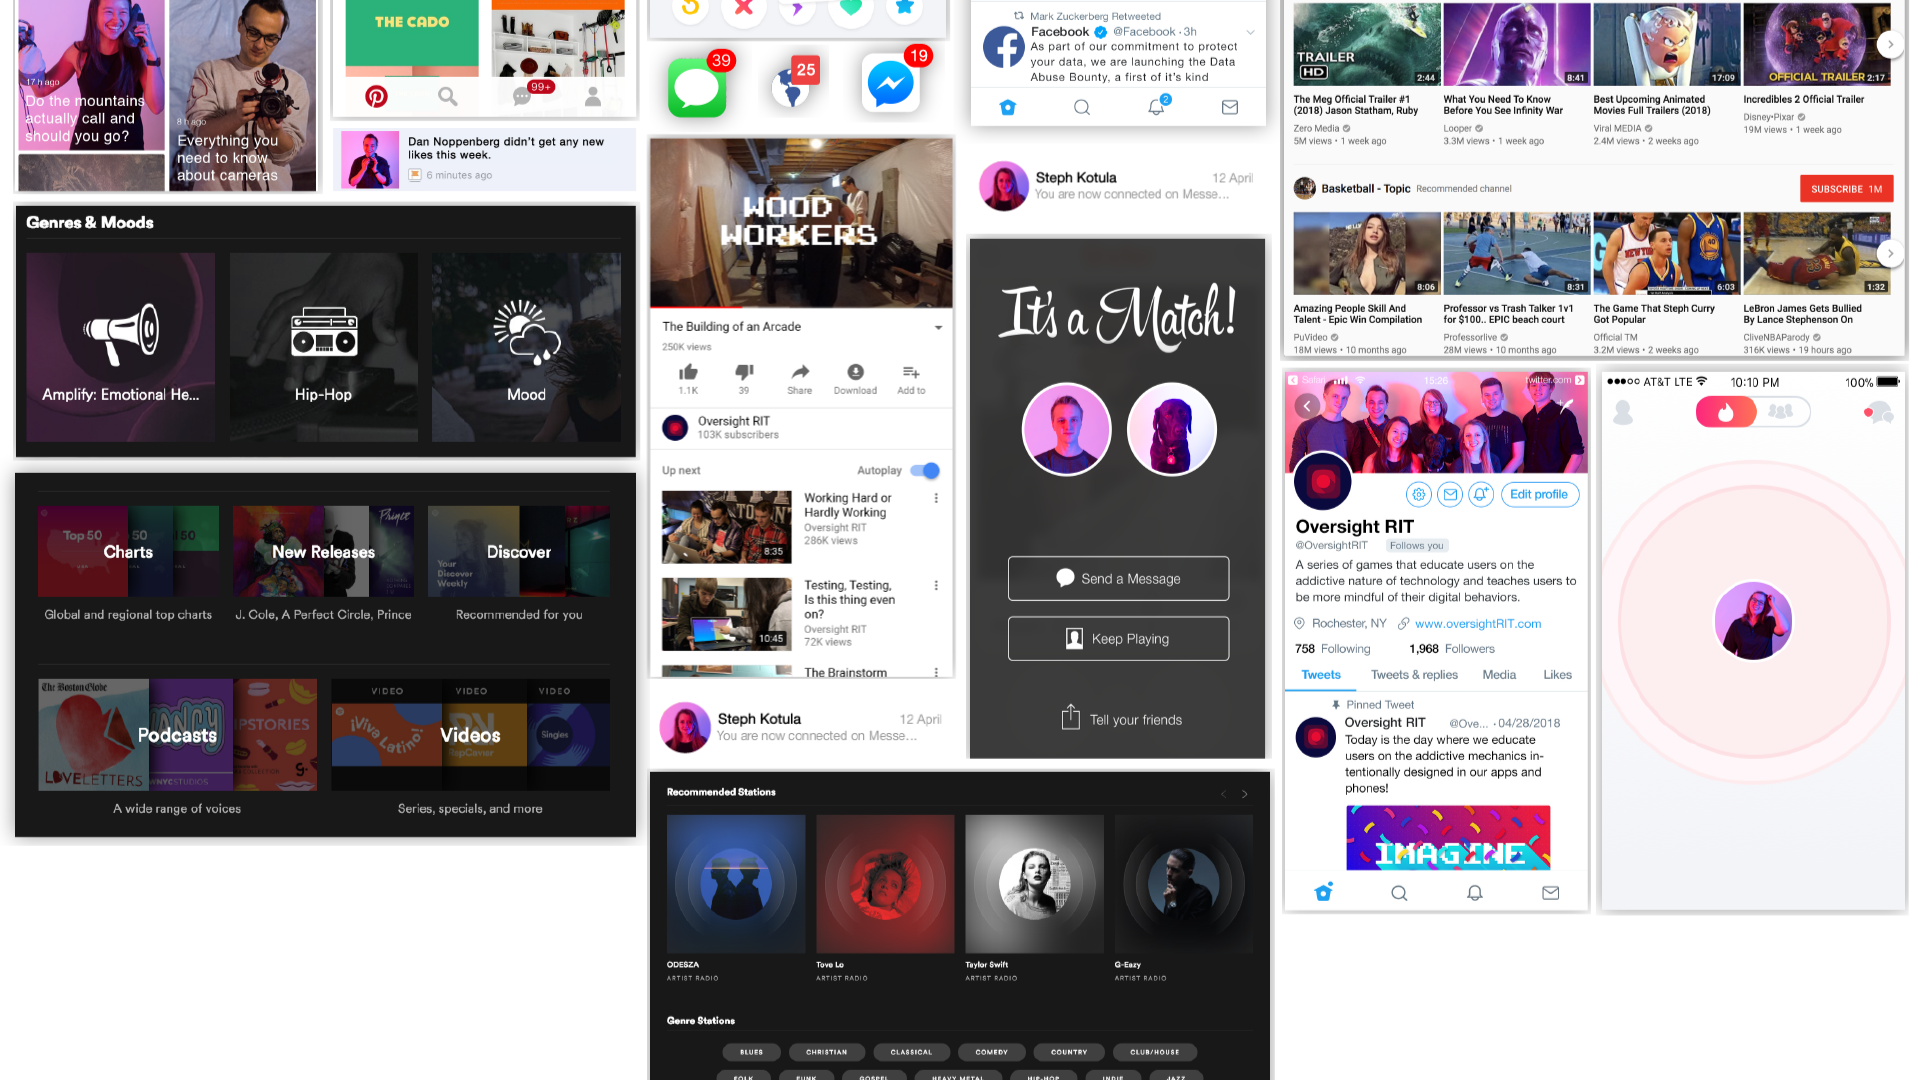 17 h ago
Do the mountains
actually call and
should you go?
8 h ago
Everything you
need to know
about cameras
THE CADO
99+
Dan Noppenberg didn't get any new
likes this week.
6 minutes ago
Genres & Moods
Amplify: Emotional He...
Hip-Hop
Mood
Top 50
50
50
Charts
Global and regional top charts
Prince
New Releases
J. Cole, A Perfect Circle, Prince
Your
Discover
Weekly
Discover
Recommended for you
The Boston Globe
LOVE LETTERS
WNYCSTUDIOS
Podcasts
A wide range of voices
VIDEO
VIDEO
VIDEO
¡Viva Latino!
RapCavier
Singles
Videos
Series, specials, and more
39
25
19
WOOD
WORKERS
The Building of an Arcade
250K views
1.1K
39
Share
Download
Add to
Oversight RIT
103K subscribers
Up next
Autoplay
Working Hard or
Hardly Working
Oversight RIT
286K views
8:35
Testing, Testing,
Is this thing even
on?
Oversight RIT
72K views
10:45
The Brainstorm
Steph Kotula
12 April
You are now connected on Messe...
Recommended Stations
ODESZA
ARTIST RADIO
Tove Lo
ARTIST RADIO
Taylor Swift
ARTIST RADIO
G-Eazy
ARTIST RADIO
Genre Stations
BLUES
CHRISTIAN
CLASSICAL
COMEDY
COUNTRY
CLUB/HOUSE
FOLK
FUNK
GOSPEL
HEAVY METAL
HIP-HOP
INDIE
JAZZ
Mark Zuckerberg Retweeted
Facebook @Facebook · 3h
As part of our commitment to protect
your data, we are launching the Data
Abuse Bounty, a first of it's kind
2
Steph Kotula
12 April
You are now connected on Messe...
It's a Match!
Send a Message
Keep Playing
Tell your friends
TRAILER
HD
2:44
8:41
17:09
OFFICIAL TRAILER 2:17
The Meg Official Trailer #1
(2018) Jason Statham, Ruby
Zero Media
5M views • 1 week ago
What You Need To Know
Before You See Infinity War
Looper
3.3M views • 1 week ago
Best Upcoming Animated
Movies Full Trailers (2018)
Viral MEDIA
2.4M views • 2 weeks ago
Incredibles 2 Official Trailer
Disney•Pixar
19M views • 1 week ago
Basketball - Topic Recommended channel
SUBSCRIBE 1M
8:06
8:31
6:03
1:32
Amazing People Skill And
Talent - Epic Win Compilation
PuVideo
18M views • 10 months ago
Professor vs Trash Talker 1v1
for $100.. EPIC beach court
Professorlive
28M views • 10 months ago
The Game That Steph Curry
Got Popular
Official TM
3.2M views • 2 weeks ago
LeBron James Gets Bullied
By Lance Stephenson On
CliveNBAParody
316K views • 19 hours ago
Safari
15:26
twitter.com
Edit profile
Oversight RIT
@OversightRIT Follows you
A series of games that educate users on the
addictive nature of technology and teaches users to
be more mindful of their digital behaviors.
Rochester, NY www.oversightRIT.com
758 Following 1,968 Followers
Tweets Tweets & replies Media Likes
Pinned Tweet
Oversight RIT @Ove... · 04/28/2018
Today is the day where we educate
users on the addictive mechanics in-
tentionally designed in our apps and
phones!
IMAGINE
AT&T LTE 10:10 PM 100%